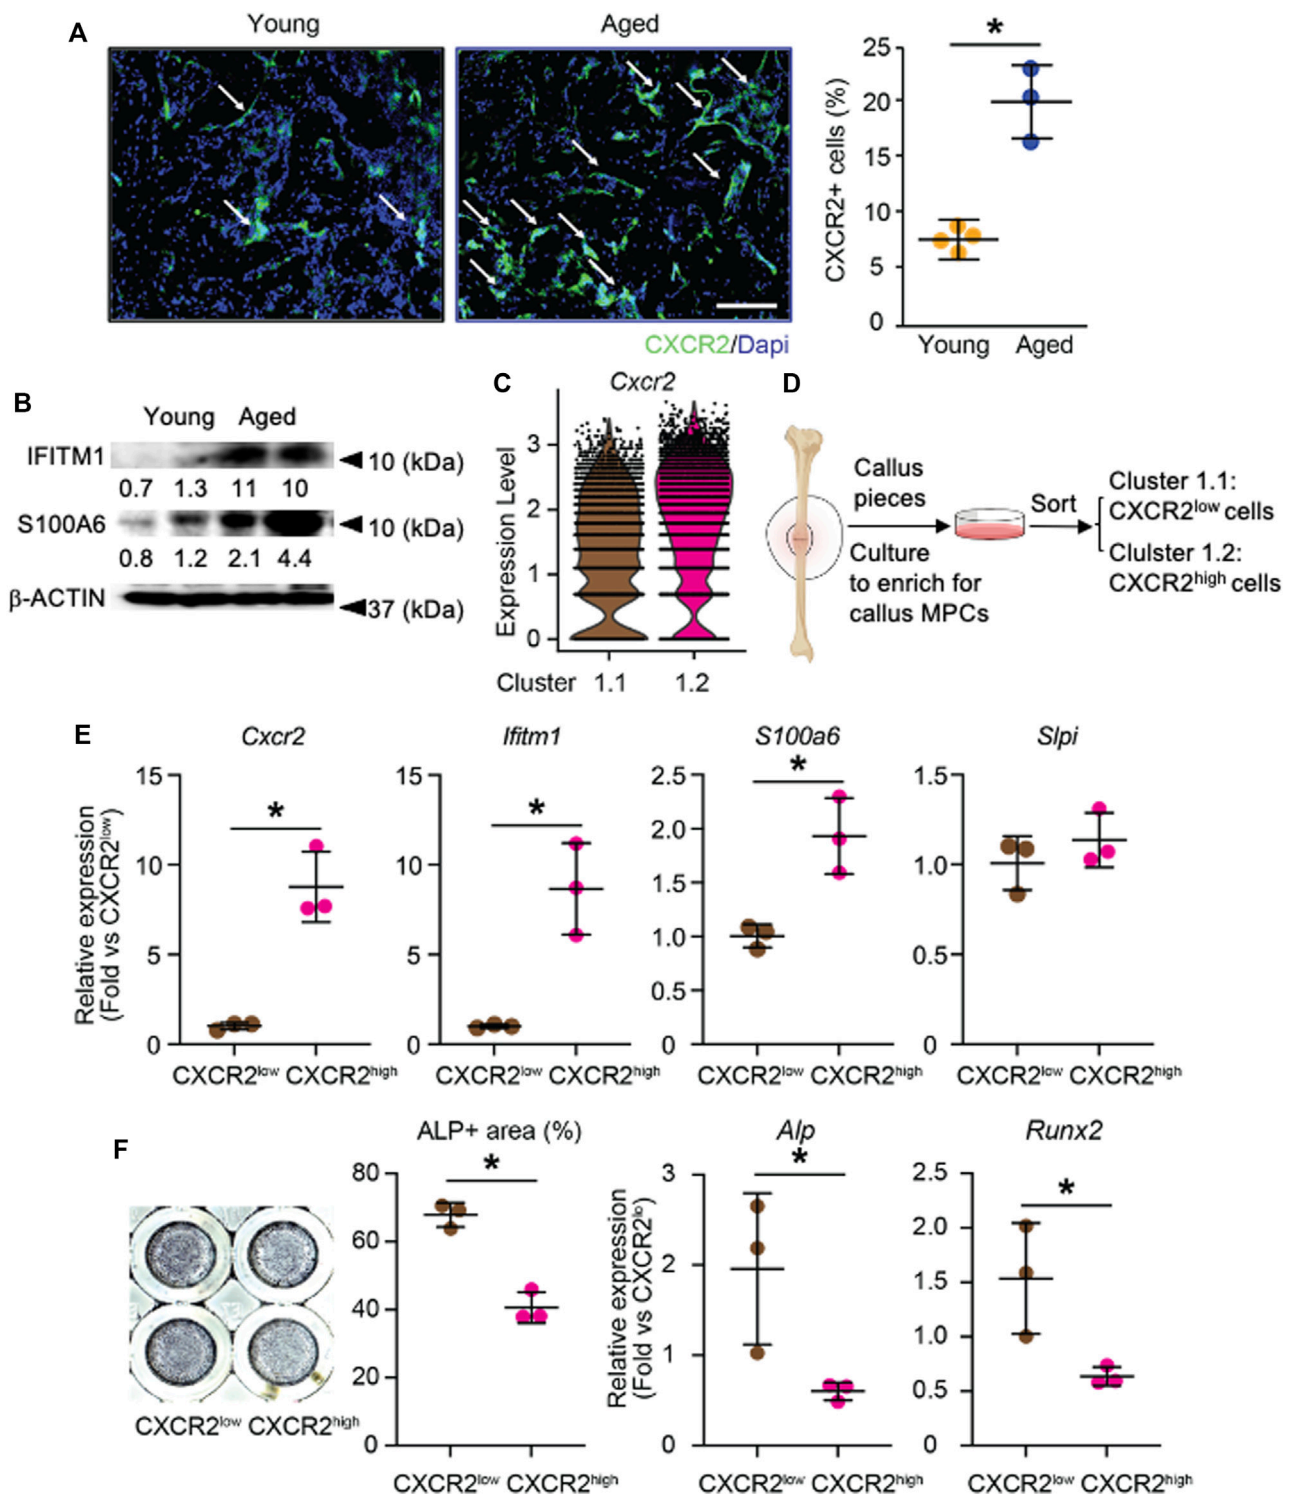 A
Young
Aged
*
CXCR2+ cells (%)
25
20
15
10
5
0
Young Aged
CXCR2/Dapi
B
Young Aged
IFITM1
10 (kDa)
0.7 1.3 11 10
S100A6
10 (kDa)
0.8 1.2 2.1 4.4
β-ACTIN
37 (kDa)
C
Cxcr2
Expression Level
3
2
1
0
Cluster 1.1 1.2
D
Callus
pieces
Culture
to enrich for
callus MPCs
Sort
Cluster 1.1:
CXCR2low cells
Clulster 1.2:
CXCR2high cells
E
Relative expression
(Fold vs CXCR2low)
Cxcr2
*
15
10
5
0
CXCR2low CXCR2high
Ifitm1
*
15
10
5
0
CXCR2low CXCR2high
S100a6
*
2.5
2.0
1.5
1.0
0.5
0
CXCR2low CXCR2high
Slpi
1.5
1.0
0.5
0
CXCR2low CXCR2high
F
CXCR2low CXCR2high
ALP+ area (%)
*
80
60
40
20
0
CXCR2low CXCR2high
Relative expression
(Fold vs CXCR2lo)
Alp
*
3
2
1
0
CXCR2low CXCR2high
Runx2
*
2.5
2.0
1.5
1.0
0.5
0
CXCR2low CXCR2high